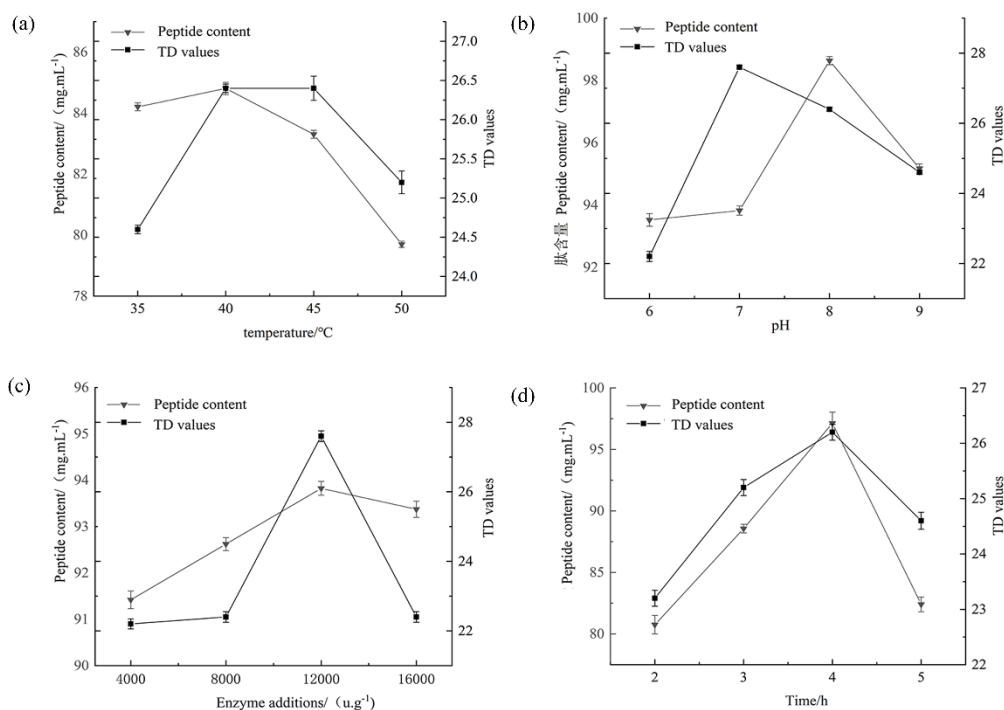 (a)
Peptide content
TD values
Peptide content/（mg.mL-1）
86
84
82
80
78
27.0
26.5
26.0
25.5
25.0
24.5
24.0
TD values
35
40
45
50
temperature/°C
(b)
Peptide content
TD values
肽含量 Peptide content/（mg.mL-1）
100
98
96
94
92
28
26
24
22
TD values
6
7
8
9
pH
(c)
Peptide content
TD values
Peptide content/（mg.mL-1）
96
95
94
93
91
91
90
28
26
24
22
TD values
4000
8000
12000
16000
Enzyme additions/（u.g-1）
(d)
Peptide content
TD values
Peptide content/（mg.mL-1）
100
95
90
85
80
27
26
25
24
23
22
TD values
2
3
4
5
Time/h